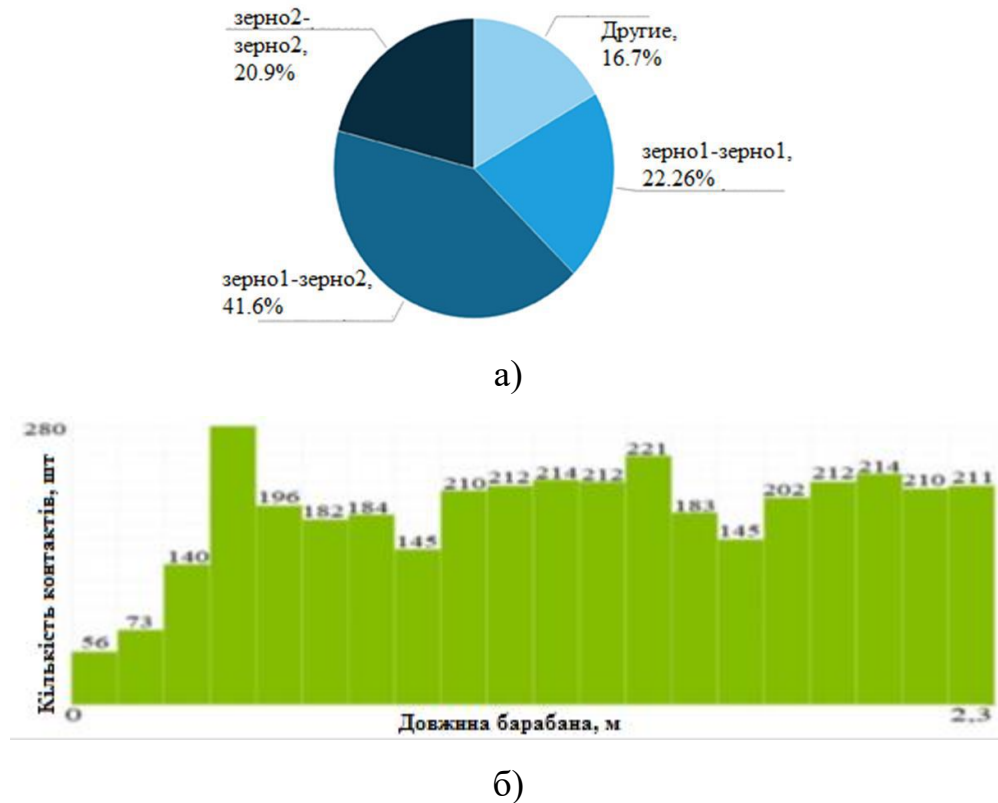 зерно2-
зерно2,
20.9%
Другие,
16.7%
зерно1-зерно1,
22.26%
зерно1-зерно2,
41.6%
а)
280
Кількість контактів, шт
56
73
140
196
182
184
145
210
212
214
212
221
183
145
202
212
214
210
211
0
Довжина барабана, м
2,3
б)